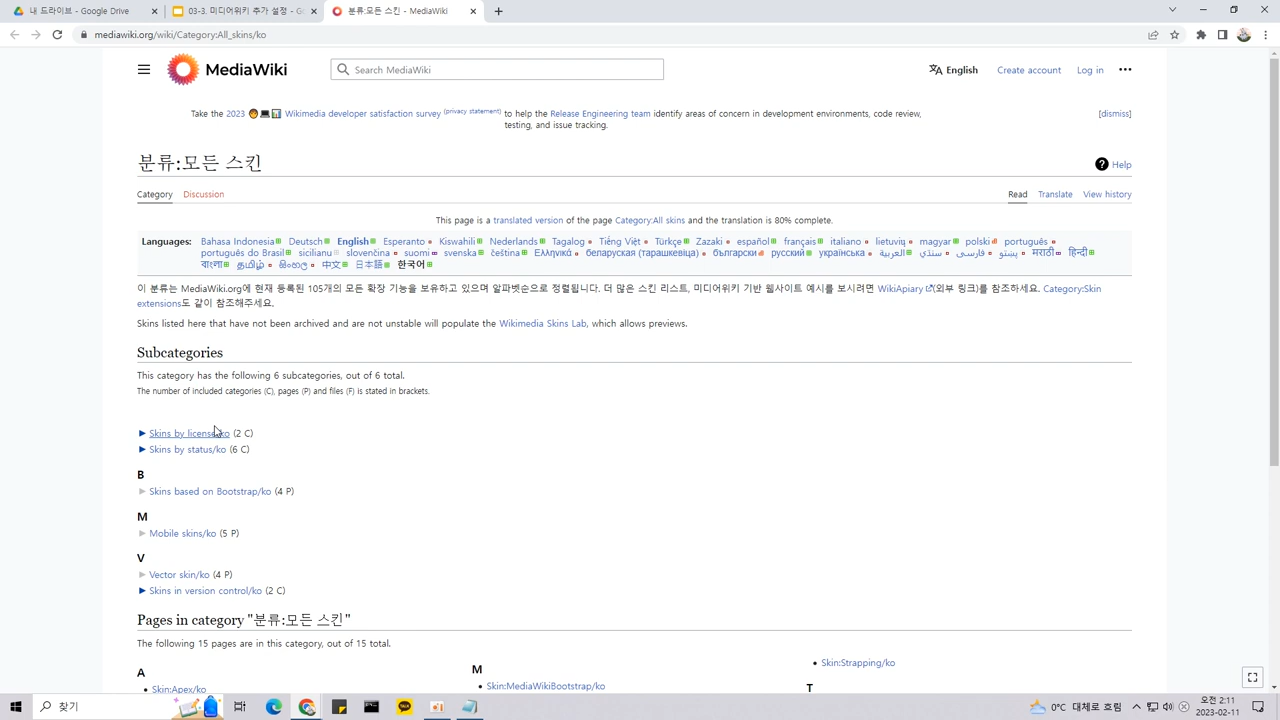 내 드라이브 - Google Drive
03-3. 미디어위키 추가 설정 - G
분류:모든 스킨 - MediaWiki
mediawiki.org/wiki/Category:All_skins/ko
MediaWiki
Search MediaWiki
English
Create account
Log in
Take the 2023 Wikimedia developer satisfaction survey (privacy statement) to help the Release Engineering team identify areas of concern in development environments, code review,
testing, and issue tracking.
[dismiss]
분류:모든 스킨
Help
Category Discussion
Read Translate View history
This page is a translated version of the page Category:All skins and the translation is 80% complete.
Languages: Bahasa Indonesia Deutsch English Esperanto Kiswahili Nederlands Tagalog Tiếng Việt Türkçe Zazaki español français italiano lietuvių magyar polski português
português do Brasil sicilianu slovenčina suomi svenska čeština Ελληνικά беларуская (тарашкевіца) български русский українська العربية سنڌي فارسی پښتو मराठी हिन्दी
বাংলা தமிழ் සිංහල 中文 日本語 한국어
이 분류는 MediaWiki.org에 현재 등록된 105개의 모든 확장 기능을 보유하고 있으며 알파벳순으로 정렬됩니다. 더 많은 스킨 리스트, 미디어위키 기반 웹사이트 예시를 보시려면 WikiApiary (외부 링크)를 참조하세요. Category:Skin
extensions도 같이 참조해주세요.
Skins listed here that have not been archived and are not unstable will populate the Wikimedia Skins Lab, which allows previews.
Subcategories
This category has the following 6 subcategories, out of 6 total.
The number of included categories (C), pages (P) and files (F) is stated in brackets.
Skins by license/ko (2 C)
Skins by status/ko (6 C)
B
Skins based on Bootstrap/ko (4 P)
M
Mobile skins/ko (5 P)
V
Vector skin/ko (4 P)
Skins in version control/ko (2 C)
Pages in category "분류:모든 스킨"
The following 15 pages are in this category, out of 15 total.
A
Skin:Apex/ko
M
Skin:MediaWikiBootstrap/ko
Skin:Strapping/ko
T
찾기
0°C 대체로 흐림
오전 2:11
2023-02-11